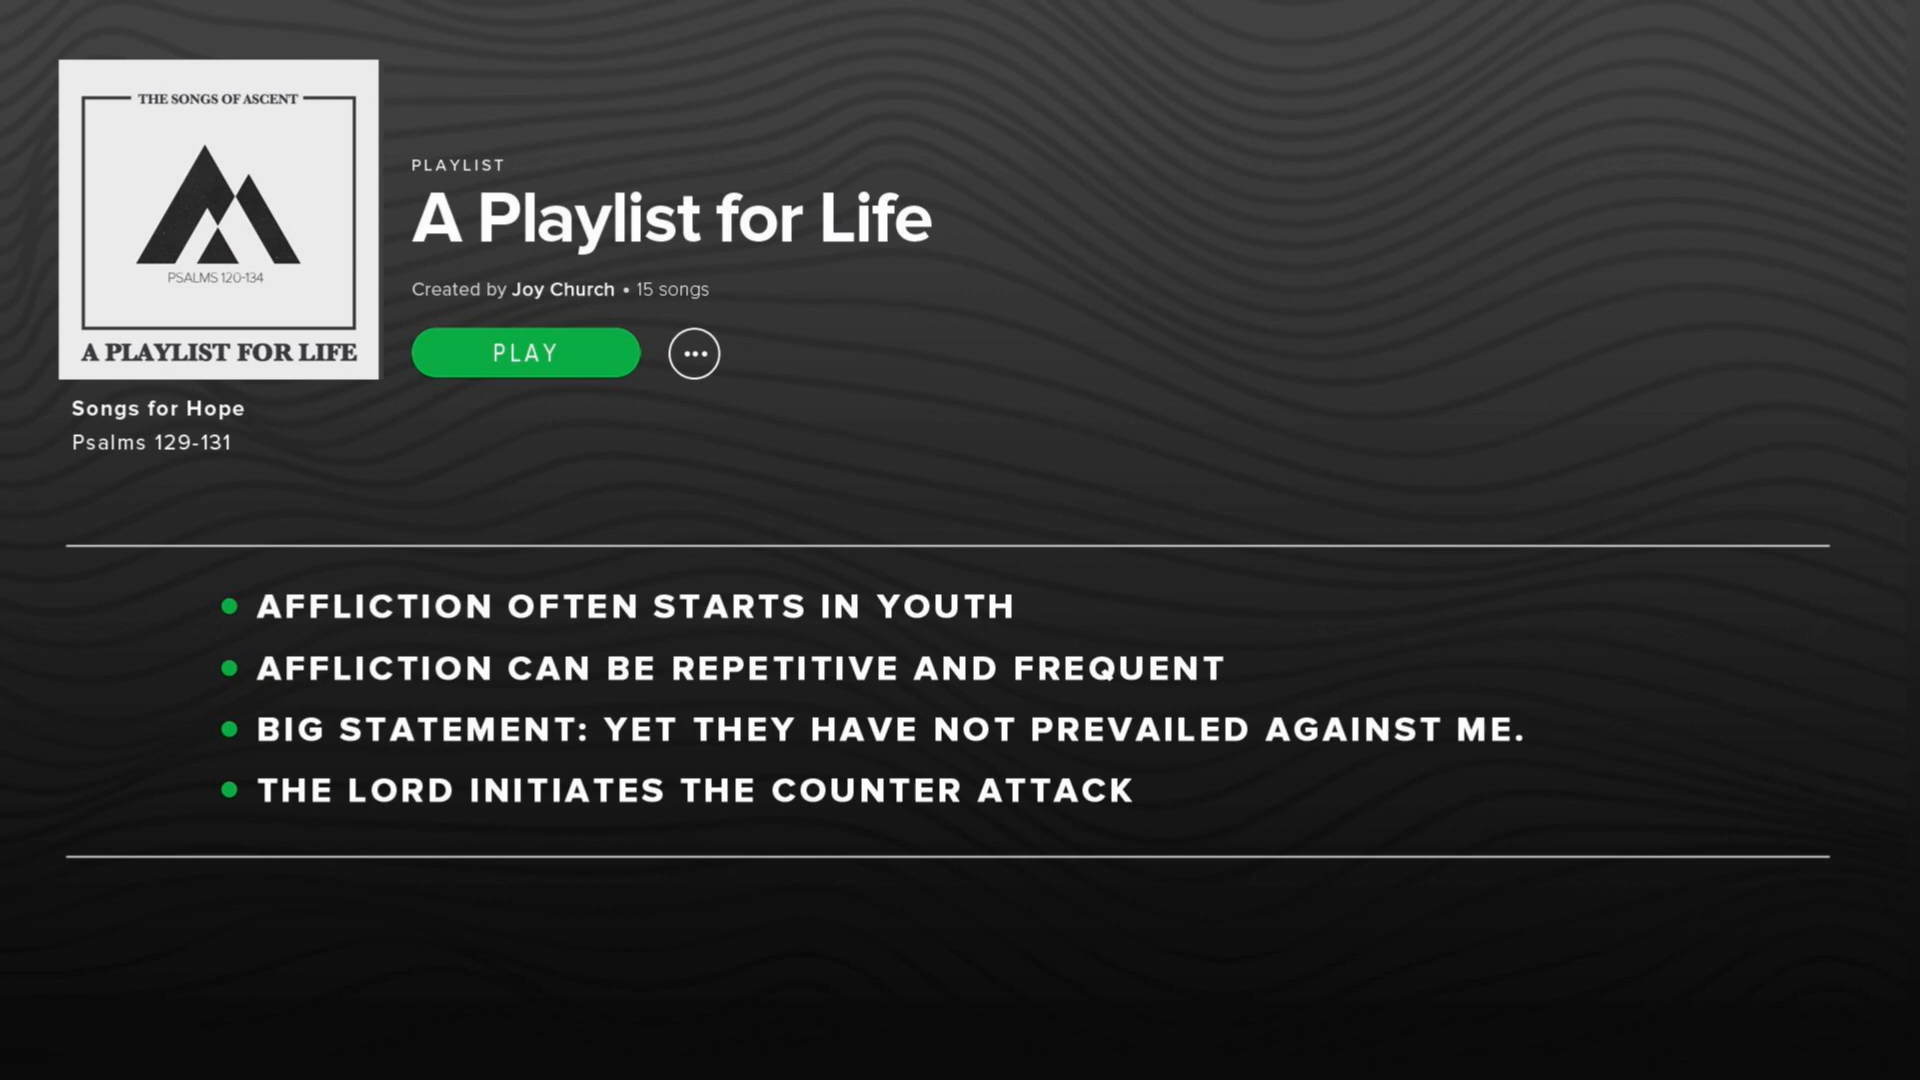 THE SONGS OF ASCENT
PSALMS 120-134
A PLAYLIST FOR LIFE
PLAYLIST
A Playlist for Life
Created by Joy Church • 15 songs
PLAY
Songs for Hope
Psalms 129-131
• AFFLICTION OFTEN STARTS IN YOUTH
• AFFLICTION CAN BE REPETITIVE AND FREQUENT
• BIG STATEMENT: YET THEY HAVE NOT PREVAILED AGAINST ME.
• THE LORD INITIATES THE COUNTER ATTACK